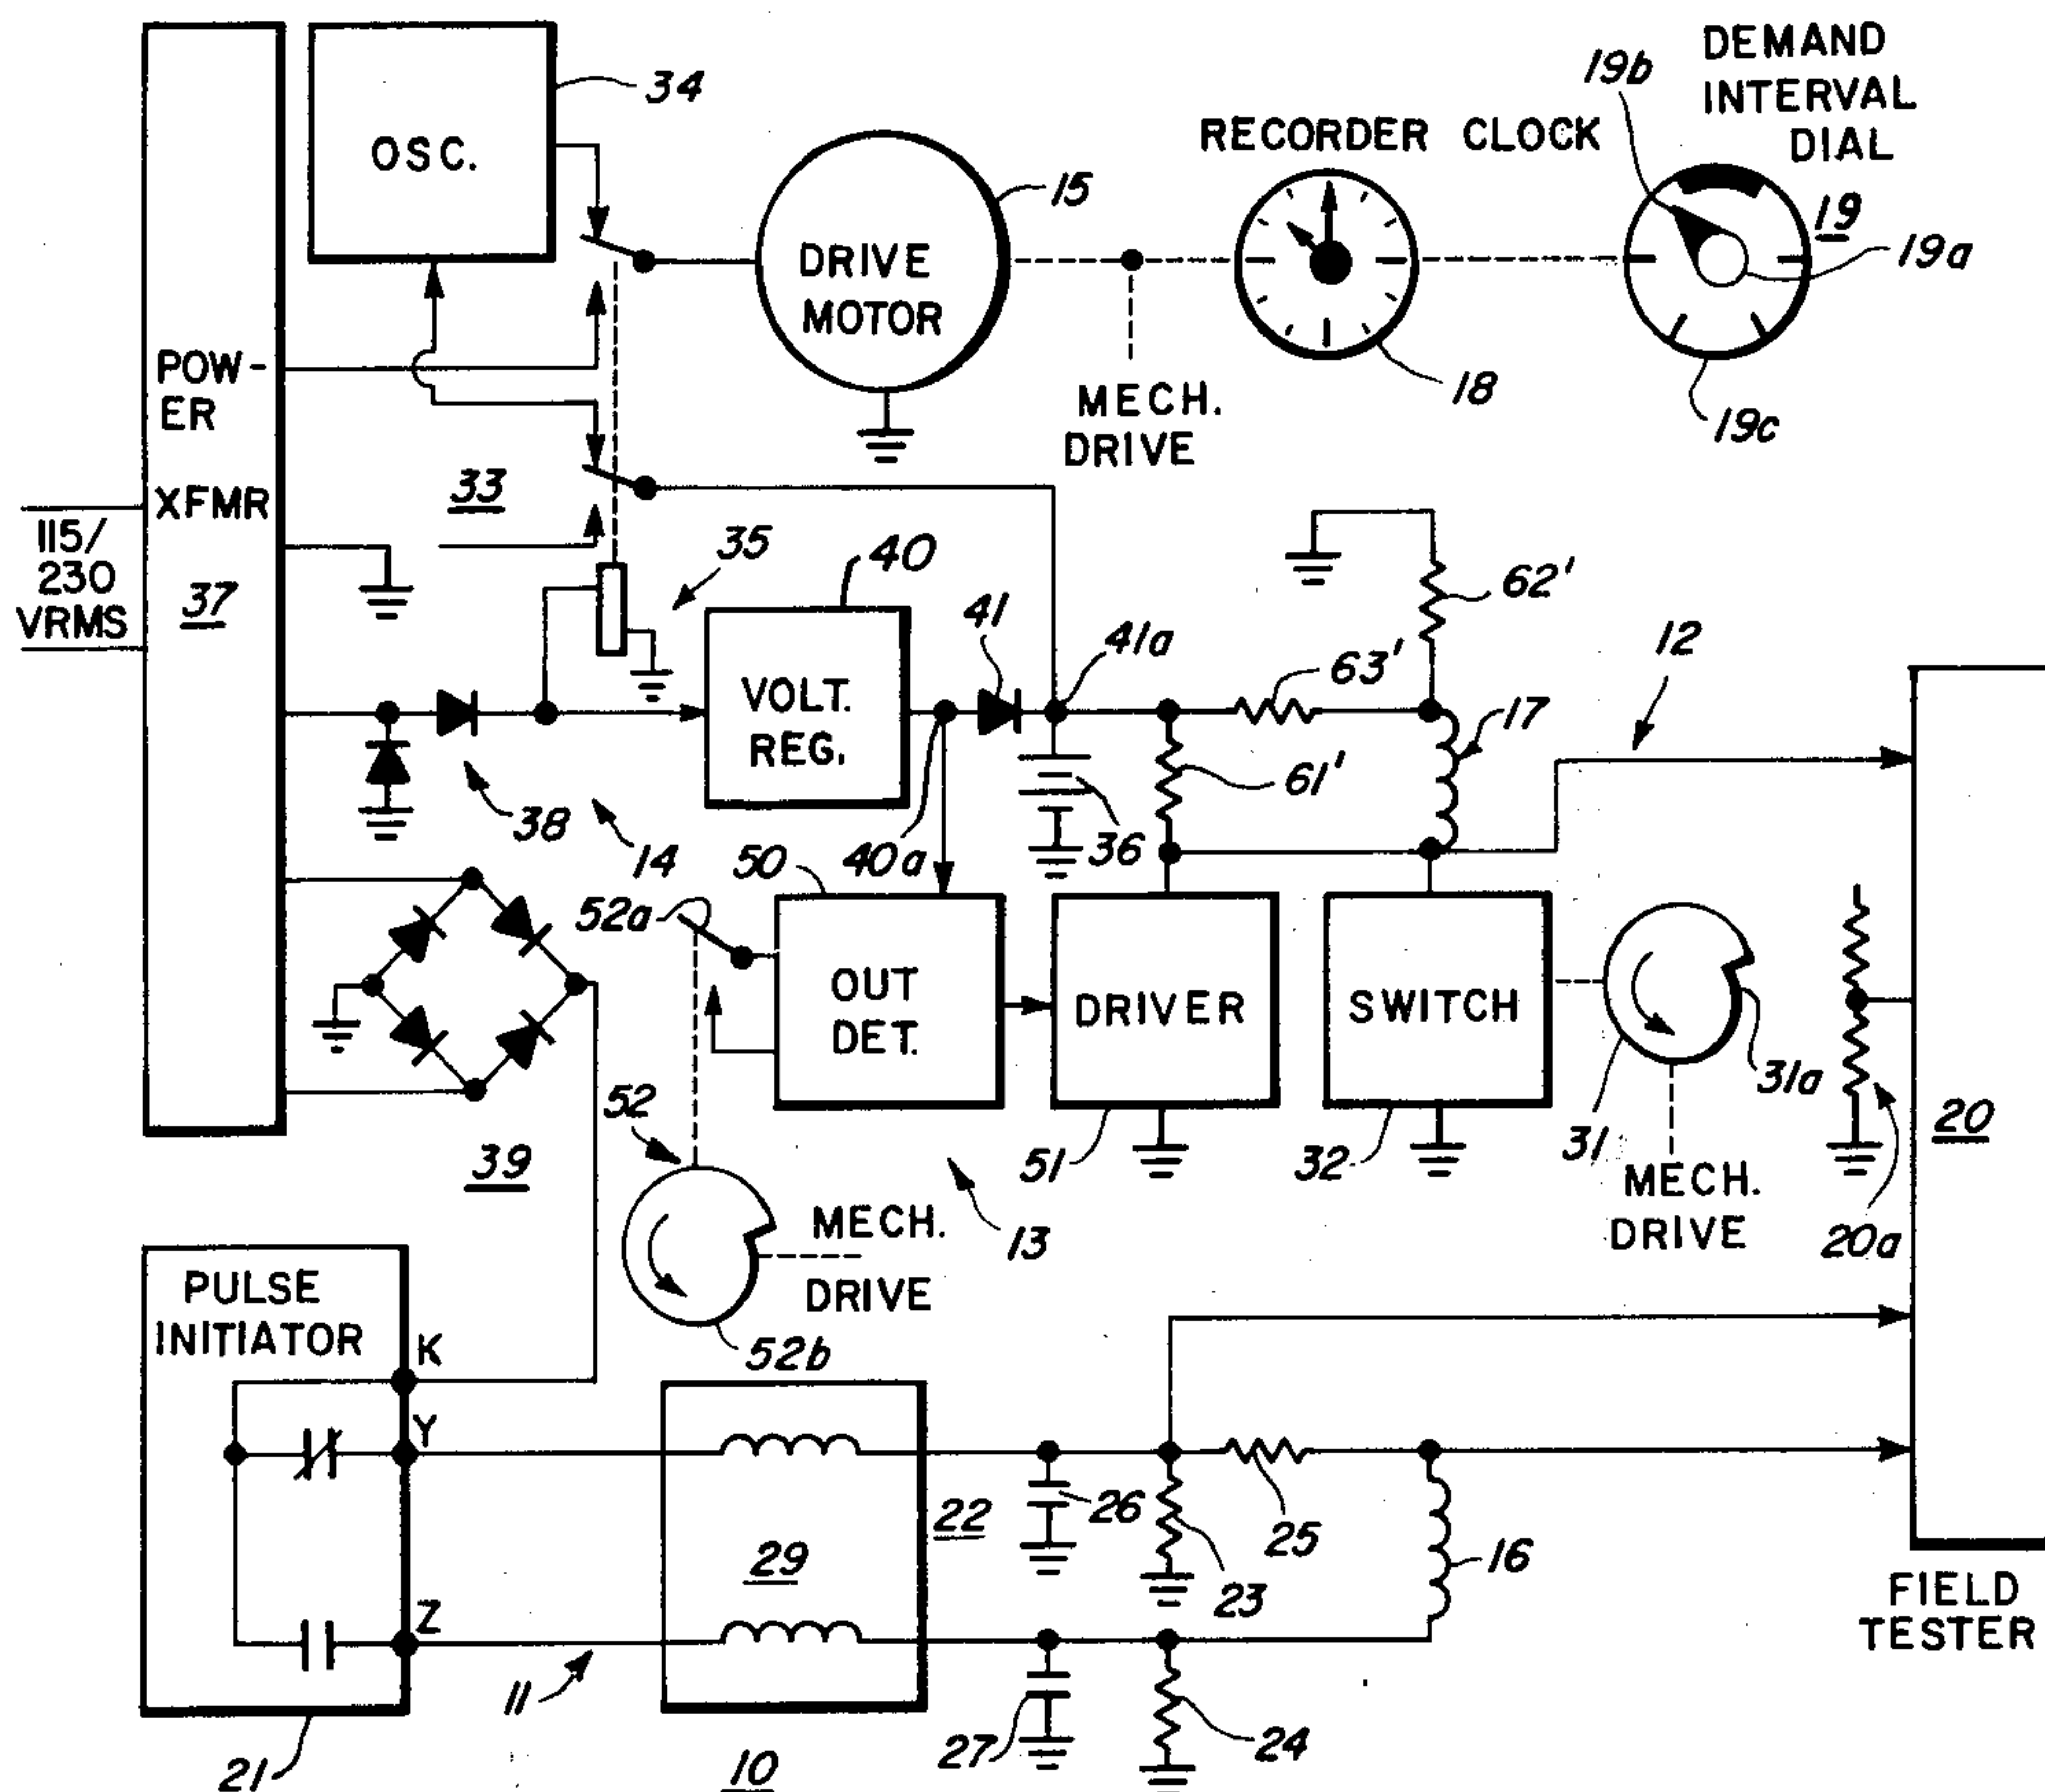 DEMAND
INTERVAL
DIAL
19b
34
OSC.
RECORDER CLOCK
15
19
19a
DRIVE
MOTOR
POW-
ER
18
MECH.
DRIVE
19c
XFMR
33
115/
230
VRMS
37
35
40
41
41a
62'
63'
12
VOLT.
REG.
17
61'
38
14
40a
36
50
52a
OUT
DET.
DRIVER
SWITCH
31a
52
39
51
32
31
20
MECH.
DRIVE
13
MECH.
DRIVE
20a
PULSE
INITIATOR
K
52b
Y
26
22
25
29
23
16
FIELD
TESTER
Z
11
27
24
21
10